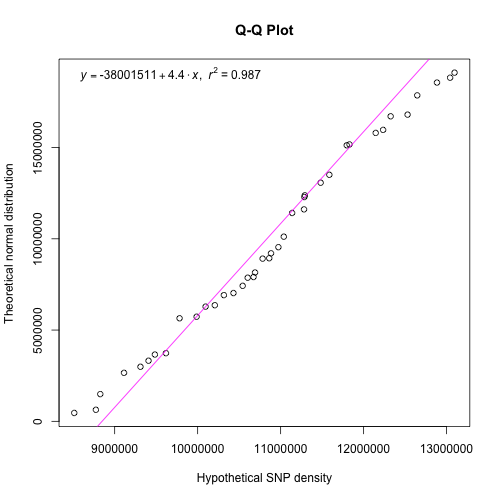 Q-Q Plot
y = -38001511 + 4.4 · x, r² = 0.987
Theoretical normal distribution
15000000
10000000
5000000
0
9000000 10000000 11000000 12000000 13000000
Hypothetical SNP density